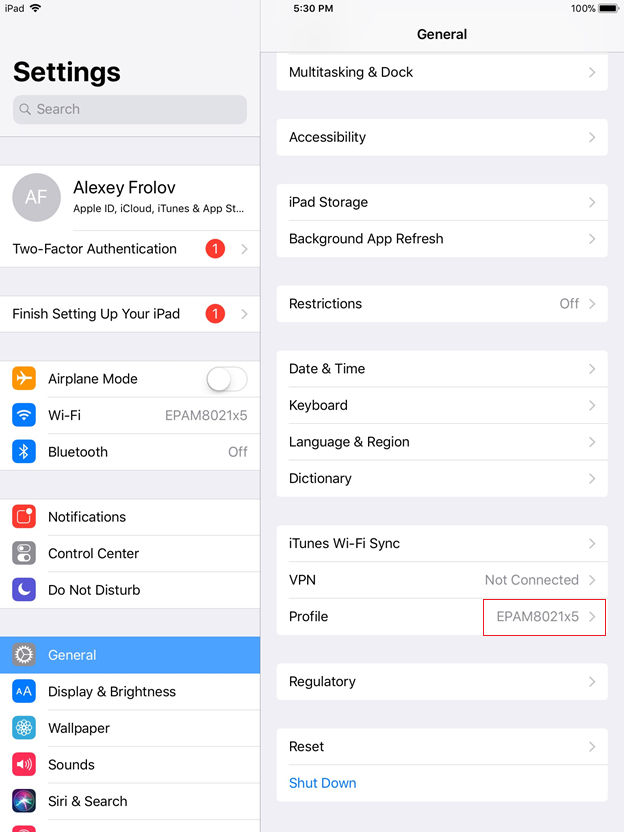 iPad
5:30 PM
100%
Settings
Search
AF
Alexey Frolov
Apple ID, iCloud, iTunes & App St...
Two-Factor Authentication 1
Finish Setting Up Your iPad 1
Airplane Mode
Wi-Fi EPAM8021x5
Bluetooth Off
Notifications
Control Center
Do Not Disturb
General
AA Display & Brightness
Wallpaper
Sounds
Siri & Search
General
Multitasking & Dock
Accessibility
iPad Storage
Background App Refresh
Restrictions Off
Date & Time
Keyboard
Language & Region
Dictionary
iTunes Wi-Fi Sync
VPN Not Connected
Profile EPAM8021x5
Regulatory
Reset
Shut Down